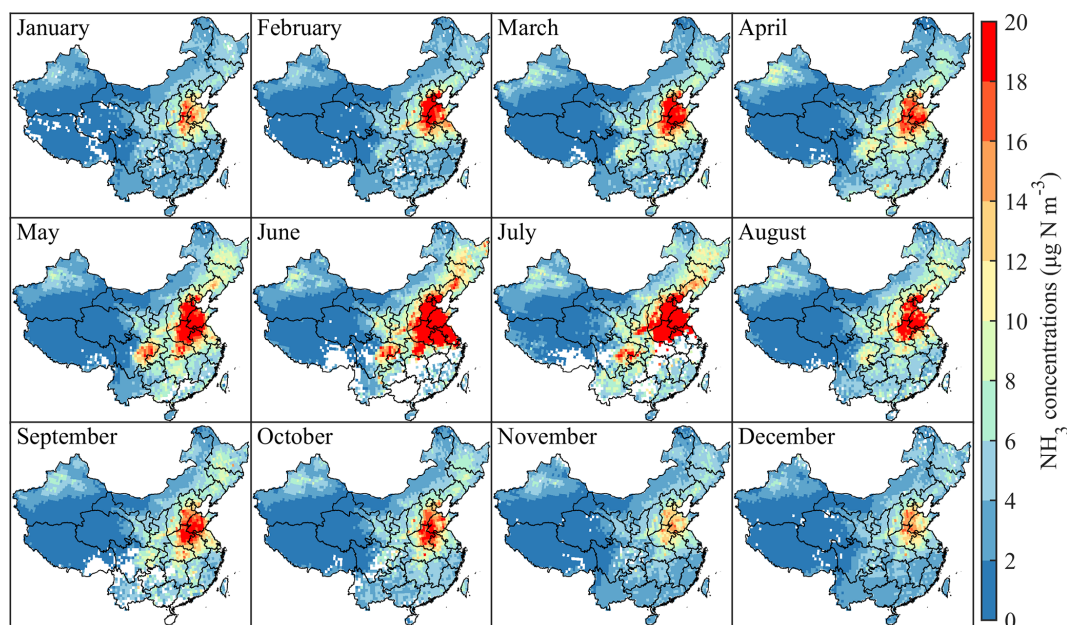 January
February
March
April
May
June
July
August
September
October
November
December
20
18
16
14
12
10
8
6
4
2
0
NH₃ concentrations (μg N m⁻³)